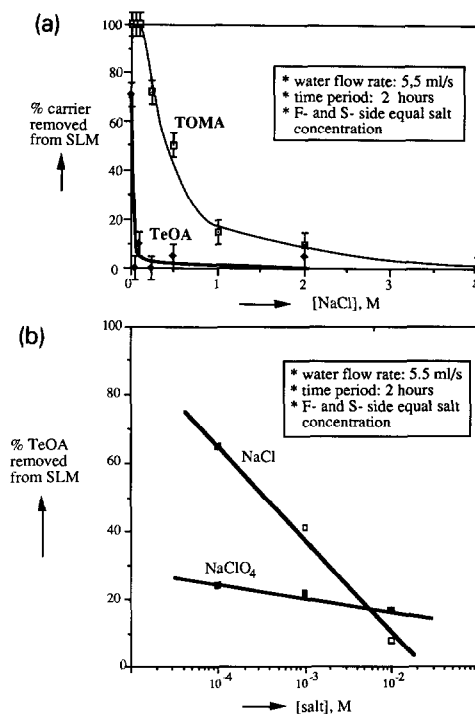 (a)
100
80
60
40
20
0
% carrier
removed
from SLM
TOMA
TeOA
* water flow rate: 5,5 ml/s
* time period: 2 hours
* F- and S- side equal salt
concentration
0 1 2 3 4
[NaCl], M
(b)
100
80
60
40
20
0
% TeOA
removed
from SLM
* water flow rate: 5.5 ml/s
* time period: 2 hours
* F- and S- side equal salt
concentration
NaCl
NaClO₄
10⁻⁴ 10⁻³ 10⁻²
[salt], M